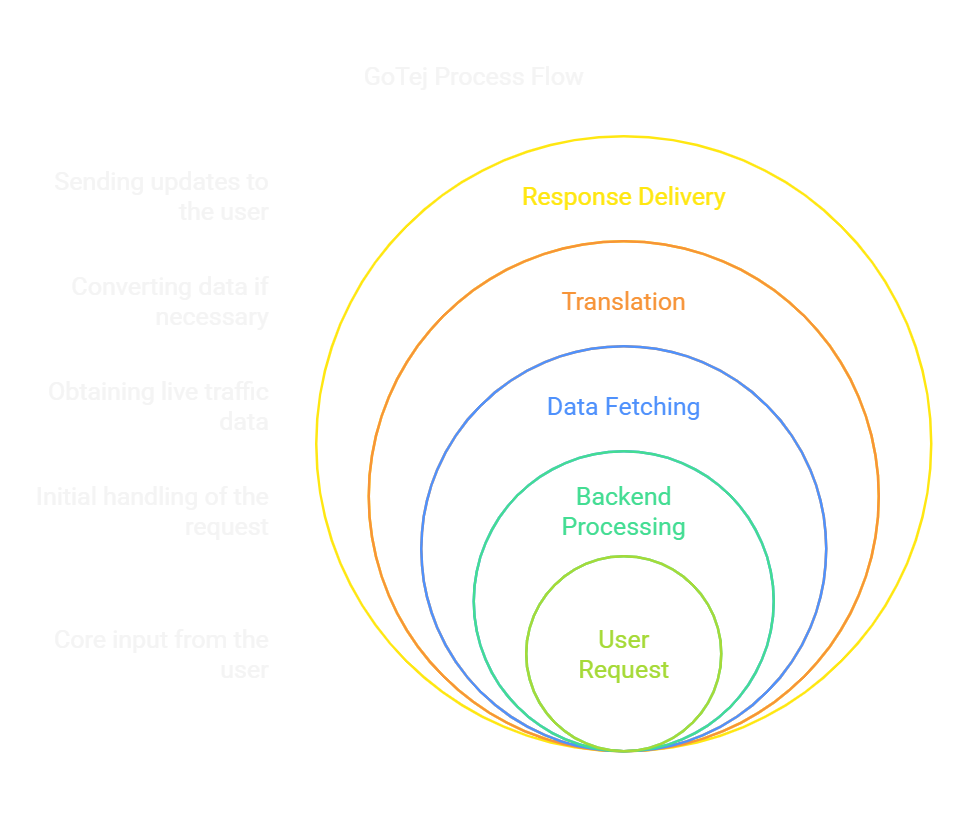 GoTej Process Flow
Sending updates to
the user
Response Delivery
Converting data if
necessary
Translation
Obtaining live traffic
data
Data Fetching
Initial handling of the
request
Backend
Processing
Core input from the
user
User
Request